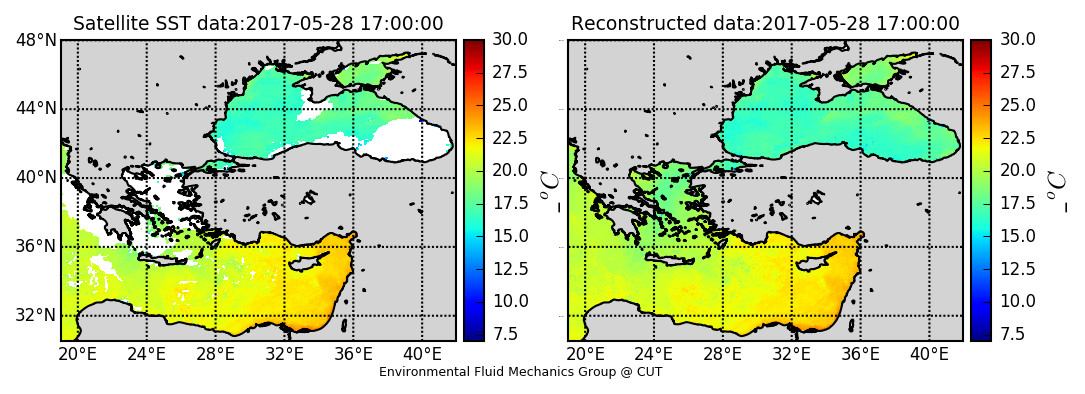 Satellite SST data:2017-05-28 17:00:00
48°N
44°N
40°N
36°N
32°N
20°E 24°E 28°E 32°E 36°E 40°E
30.0
27.5
25.0
22.5
20.0
17.5
15.0
12.5
10.0
7.5
_ °C
Reconstructed data:2017-05-28 17:00:00
20°E 24°E 28°E 32°E 36°E 40°E
30.0
27.5
25.0
22.5
20.0
17.5
15.0
12.5
10.0
7.5
_ °C
Environmental Fluid Mechanics Group @ CUT